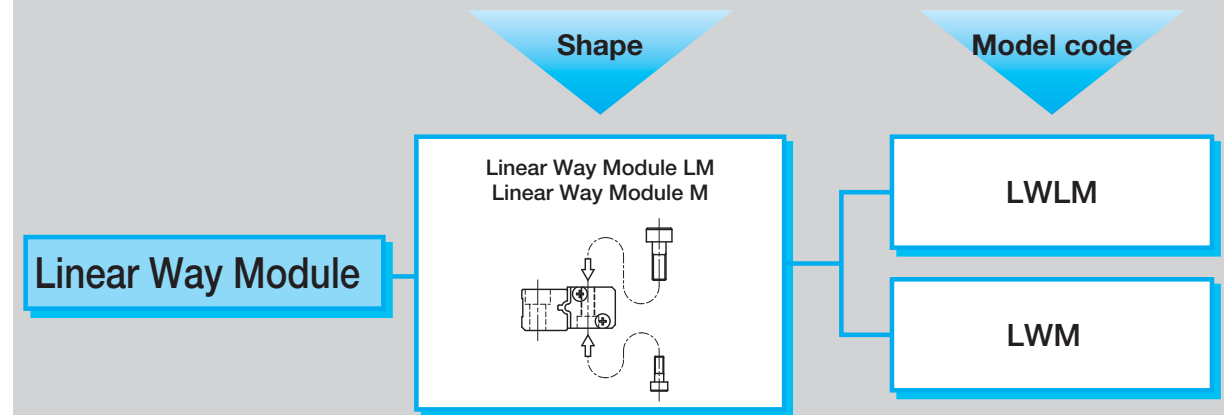 Shape
Model code
Linear Way Module
Linear Way Module LM
Linear Way Module M
LWLM
LWM